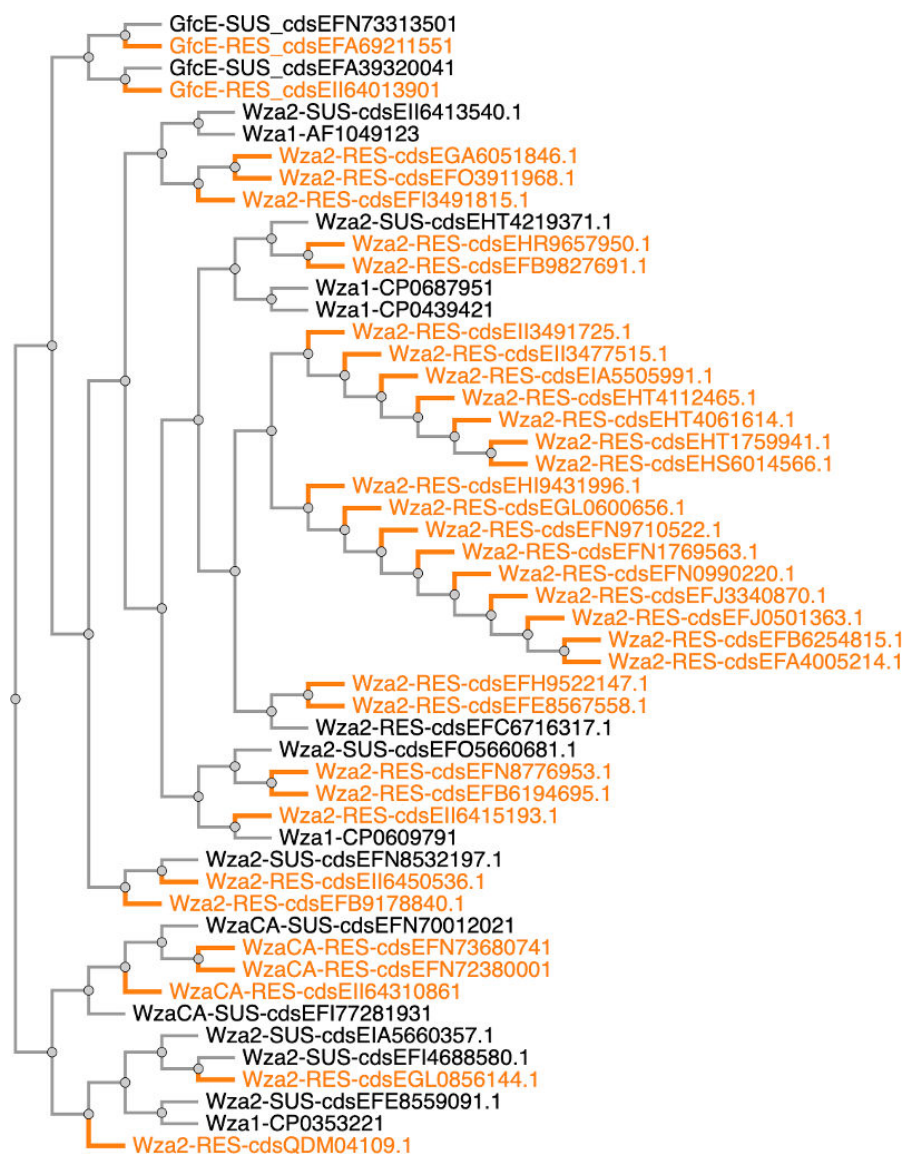 GfcE-SUS_cdsEFN73313501
GfcE-RES_cdsEFA69211551
GfcE-SUS_cdsEFA39320041
GfcE-RES_cdsEII64013901
Wza2-SUS-cdsEII6413540.1
Wza1-AF1049123
Wza2-RES-cdsEGA6051846.1
Wza2-RES-cdsEFO3911968.1
Wza2-RES-cdsEFI3491815.1
Wza2-SUS-cdsEHT4219371.1
Wza2-RES-cdsEHR9657950.1
Wza2-RES-cdsEFB9827691.1
Wza1-CP0687951
Wza1-CP0439421
Wza2-RES-cdsEII3491725.1
Wza2-RES-cdsEII3477515.1
Wza2-RES-cdsEIA5505991.1
Wza2-RES-cdsEHT4112465.1
Wza2-RES-cdsEHT4061614.1
Wza2-RES-cdsEHT1759941.1
Wza2-RES-cdsEHS6014566.1
Wza2-RES-cdsEHI9431996.1
Wza2-RES-cdsEGL0600656.1
Wza2-RES-cdsEFN9710522.1
Wza2-RES-cdsEFN1769563.1
Wza2-RES-cdsEFN0990220.1
Wza2-RES-cdsEFJ3340870.1
Wza2-RES-cdsEFJ0501363.1
Wza2-RES-cdsEFB6254815.1
Wza2-RES-cdsEFA4005214.1
Wza2-RES-cdsEFH9522147.1
Wza2-RES-cdsEFE8567558.1
Wza2-RES-cdsEFC6716317.1
Wza2-SUS-cdsEFO5660681.1
Wza2-RES-cdsEFN8776953.1
Wza2-RES-cdsEFB6194695.1
Wza2-RES-cdsEII6415193.1
Wza1-CP0609791
Wza2-SUS-cdsEFN8532197.1
Wza2-RES-cdsEII6450536.1
Wza2-RES-cdsEFB9178840.1
WzaCA-SUS-cdsEFN70012021
WzaCA-RES-cdsEFN73680741
WzaCA-RES-cdsEFN72380001
WzaCA-RES-cdsEII64310861
WzaCA-SUS-cdsEFI77281931
Wza2-SUS-cdsEIA5660357.1
Wza2-SUS-cdsEFI4688580.1
Wza2-RES-cdsEGL0856144.1
Wza2-SUS-cdsEFE8559091.1
Wza1-CP0353221
Wza2-RES-cdsQDM04109.1